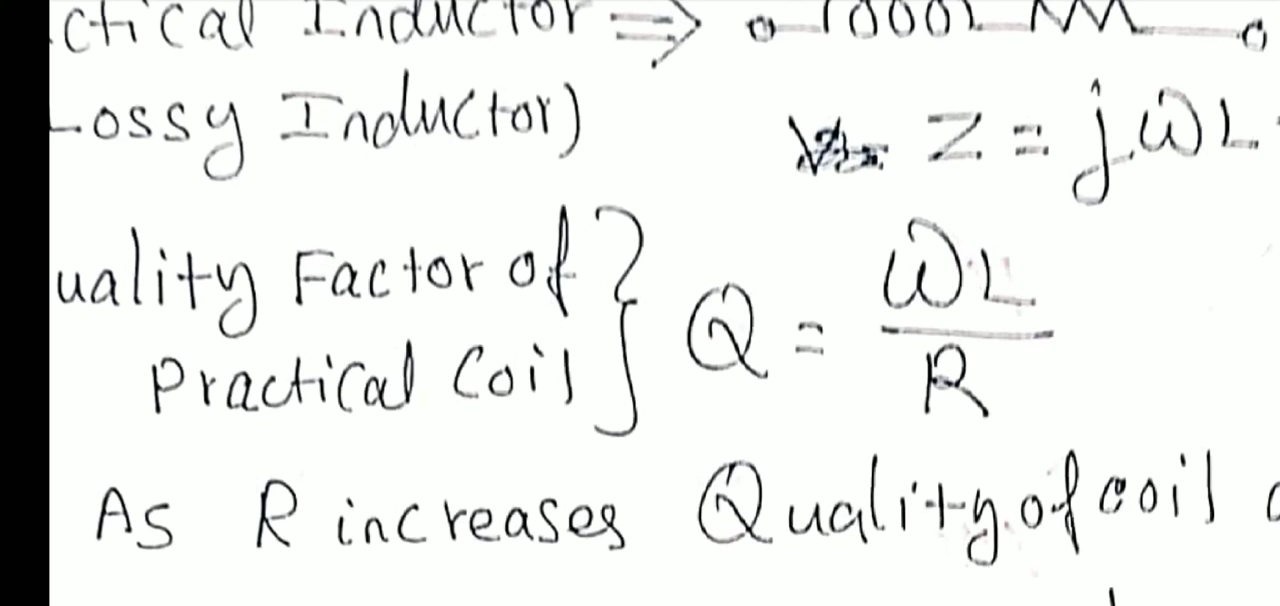 ctical Inductor ⇒
Lossy Inductor)
Z = jωL
uality Factor of } Q = ωL / R
Practical Coil
As R increases Quality of coil